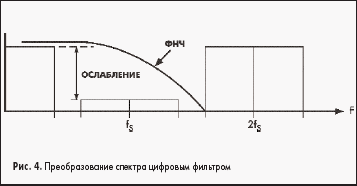 ФНЧ
ОСЛАБЛЕНИЕ
F
fS
2fS
Рис. 4. Преобразование спектра цифровым фильтром